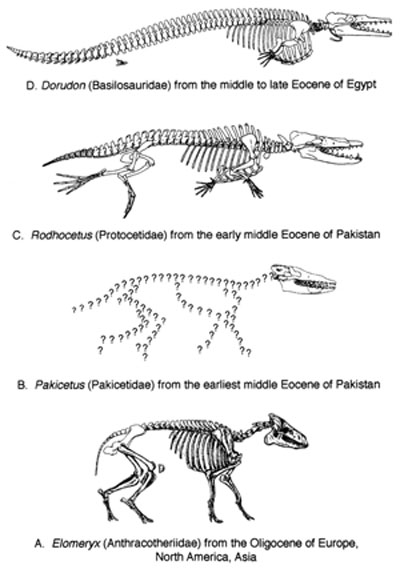 D. Dorudon (Basilosauridae) from the middle to late Eocene of Egypt
C. Rodhocetus (Protocetidae) from the early middle Eocene of Pakistan
? ? ? ? ? ? ? ? ? ? ? ? ? ? ? ? ? ? ? ? ? ? ? ?
B. Pakicetus (Pakicetidae) from the earliest middle Eocene of Pakistan
A. Elomeryx (Anthracotheriidae) from the Oligocene of Europe,
North America, Asia